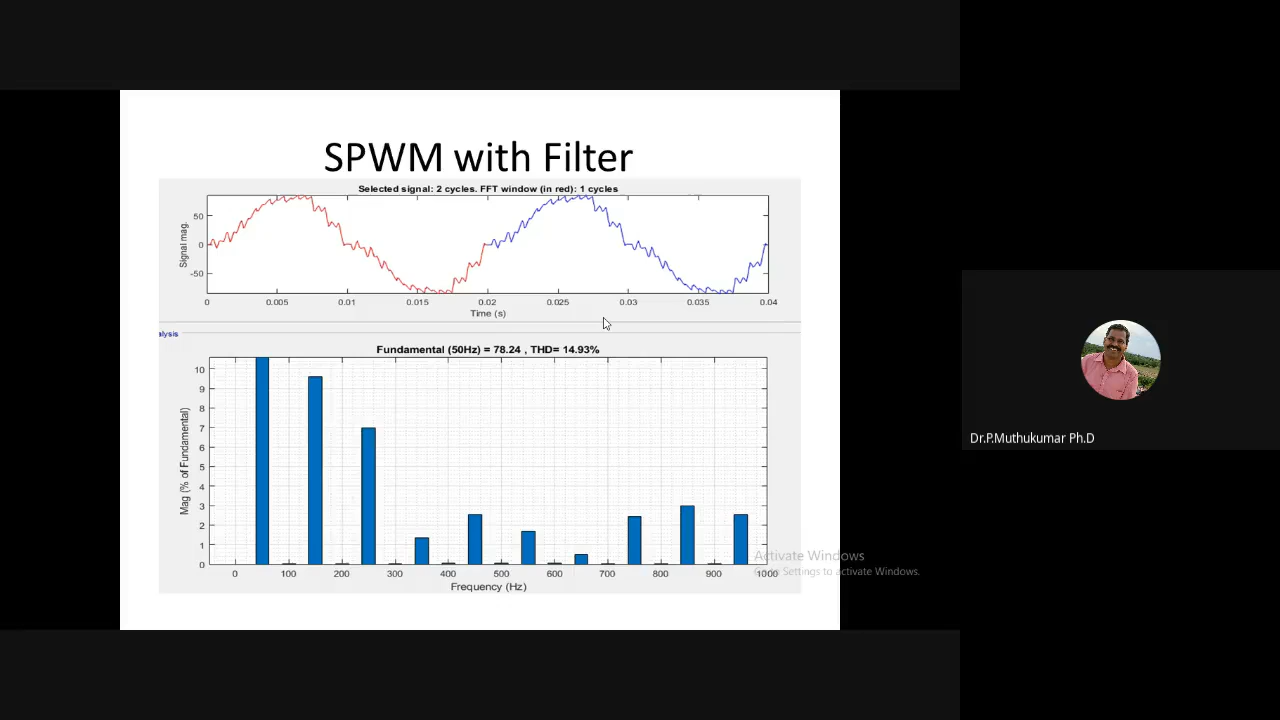 SPWM with Filter
Selected signal: 2 cycles. FFT window (in red): 1 cycles
Signal mag.
50
0
-50
0 0.005 0.01 0.015 0.02 0.025 0.03 0.035 0.04
Time (s)
alysis
Fundamental (50Hz) = 78.24 , THD= 14.93%
Mag (% of Fundamental)
10
9
8
7
6
5
4
3
2
1
0
0 100 200 300 400 500 600 700 800 900 1000
Frequency (Hz)
Activate Windows
Go to Settings to activate Windows.
Dr.P.Muthukumar Ph.D